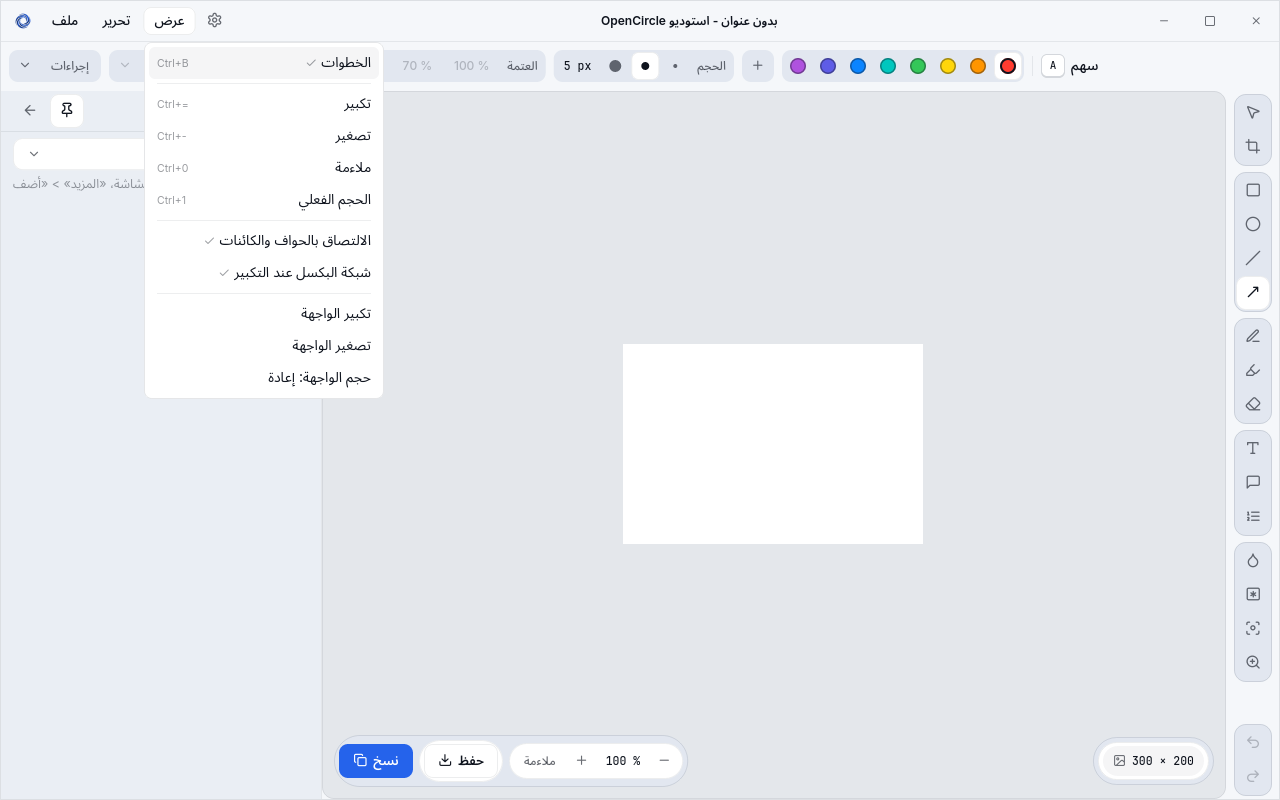 بدون عنوان - استوديو OpenCircle
ملف
تحرير
عرض
سهم
A
الحجم
5 px
العتمة
100 %
70 %
إجراءات
الخطوات
Ctrl+B
تكبير
Ctrl+=
تصغير
Ctrl+-
ملاءمة
Ctrl+0
الحجم الفعلي
Ctrl+1
الالتصاق بالحواف والكائنات
شبكة البكسل عند التكبير
تكبير الواجهة
تصغير الواجهة
حجم الواجهة: إعادة
«المزيد» > «أضف
نسخ
حفظ
ملاءمة
100 %
300 × 200